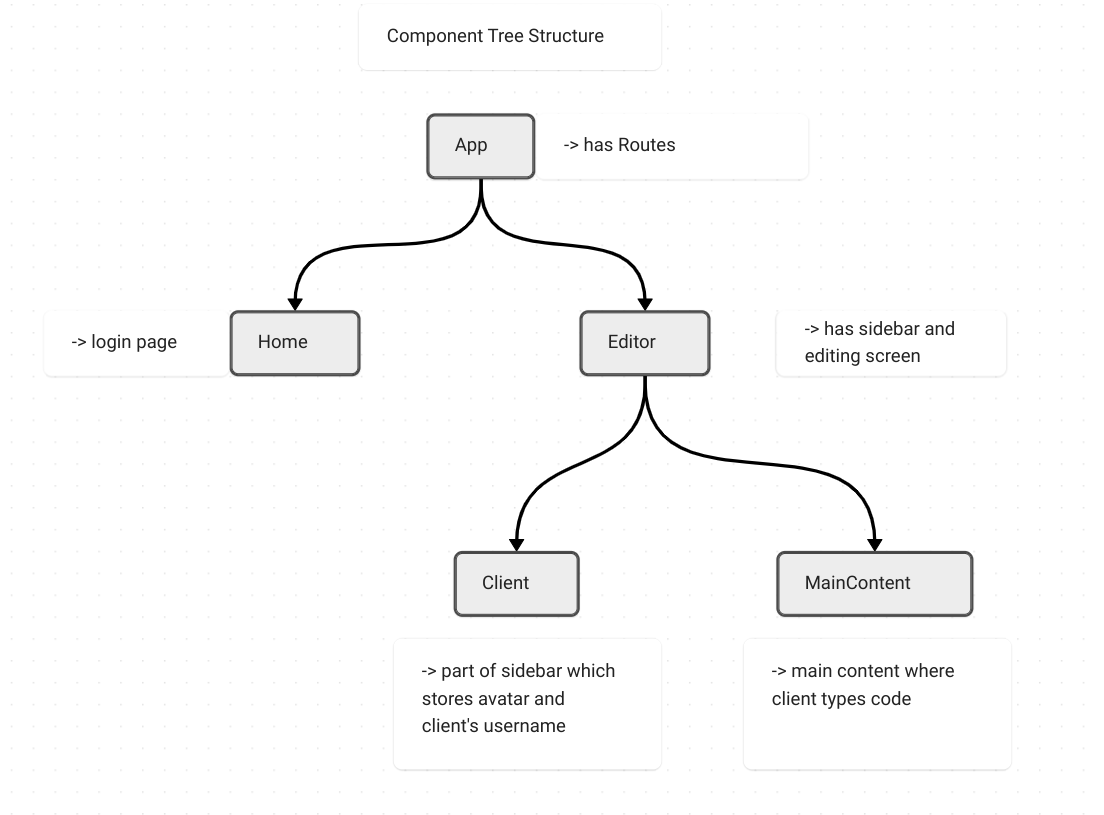 Component Tree Structure
App
-> has Routes
-> login page
Home
Editor
-> has sidebar and
editing screen
Client
MainContent
-> part of sidebar which
stores avatar and
client's username
-> main content where
client types code